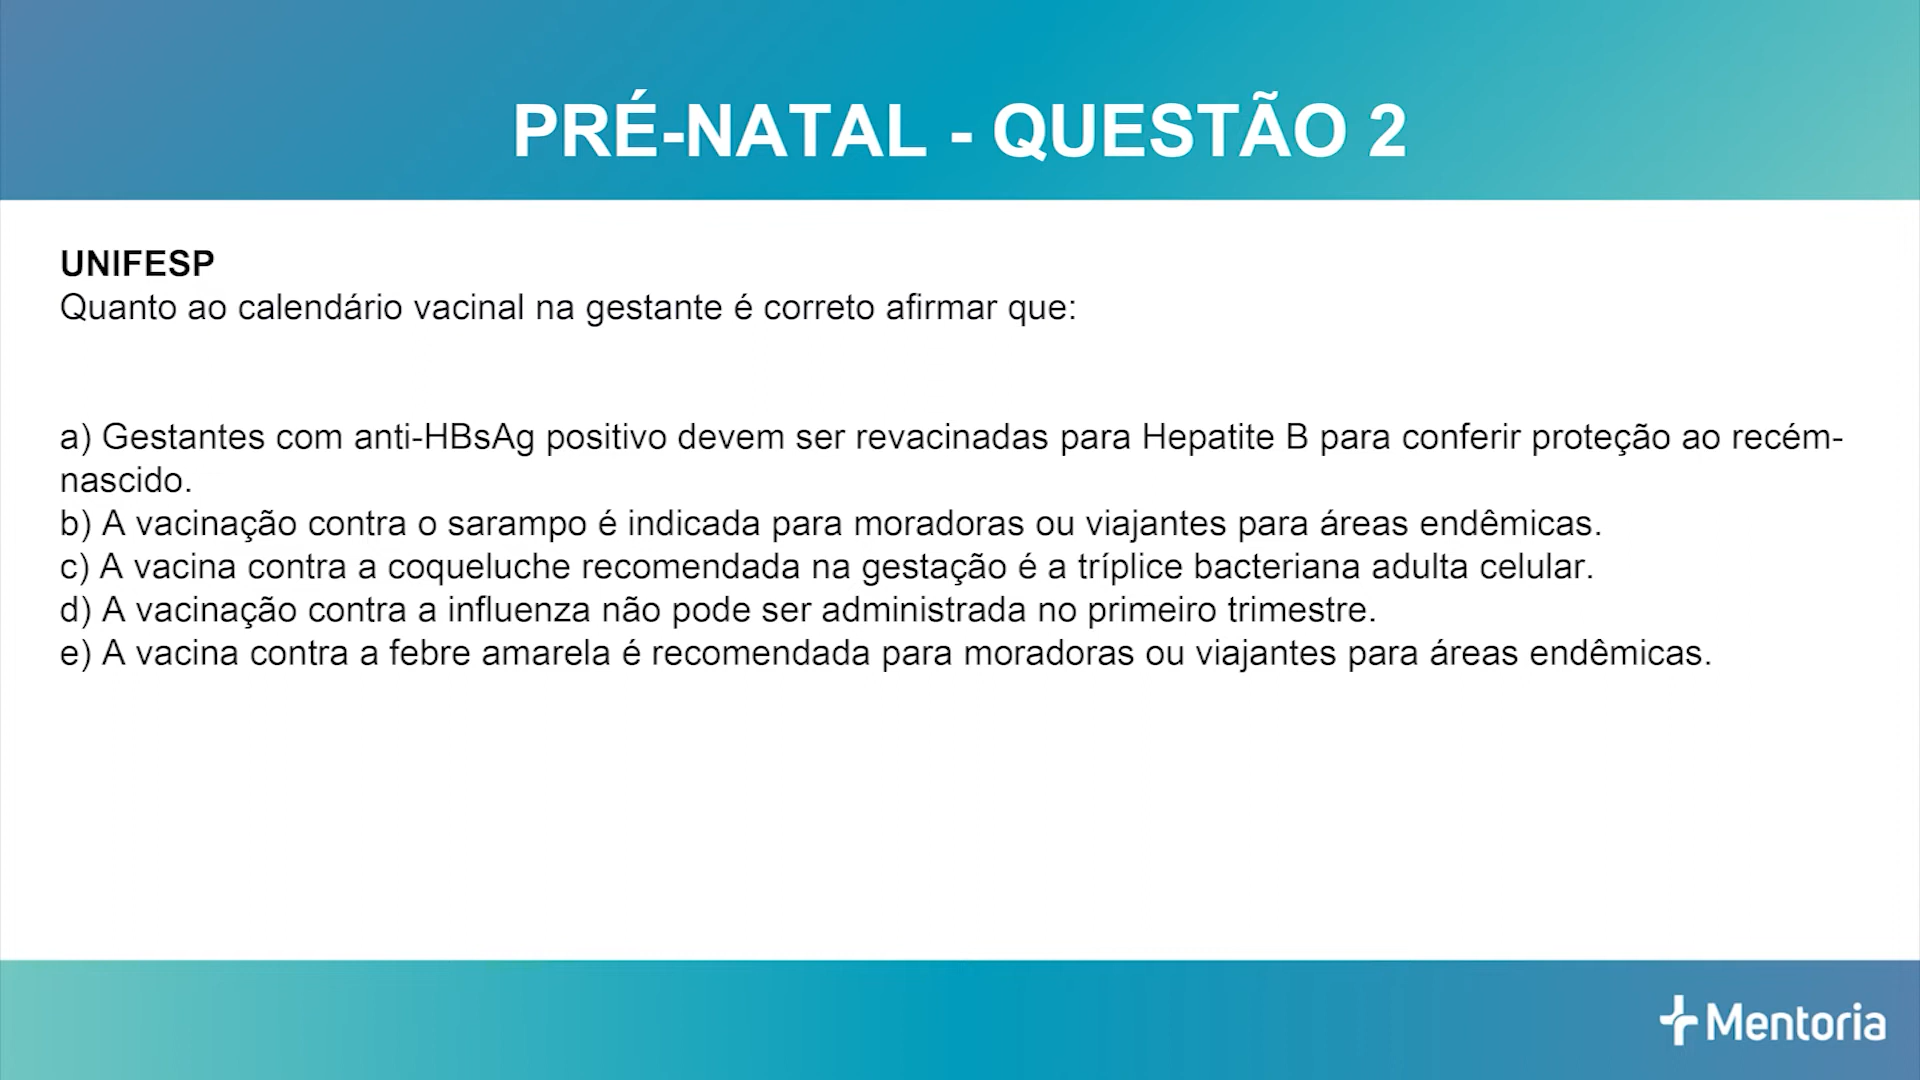 PRÉ-NATAL - QUESTÃO 2
UNIFESP
Quanto ao calendário vacinal na gestante é correto afirmar que:
a) Gestantes com anti-HBsAg positivo devem ser revacinadas para Hepatite B para conferir proteção ao recém-
nascido.
b) A vacinação contra o sarampo é indicada para moradoras ou viajantes para áreas endêmicas.
c) A vacina contra a coqueluche recomendada na gestação é a tríplice bacteriana adulta celular.
d) A vacinação contra a influenza não pode ser administrada no primeiro trimestre.
e) A vacina contra a febre amarela é recomendada para moradoras ou viajantes para áreas endêmicas.
Mentoria